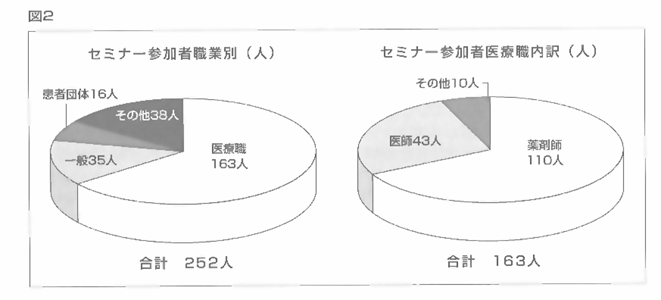 図2
セミナー参加者職業別（人）
患者団体16人
その他38人
医療職
163人
一般35人
合計 252人
セミナー参加者医療職内訳（人）
その他10人
医師43人
薬剤師
110人
合計 163人